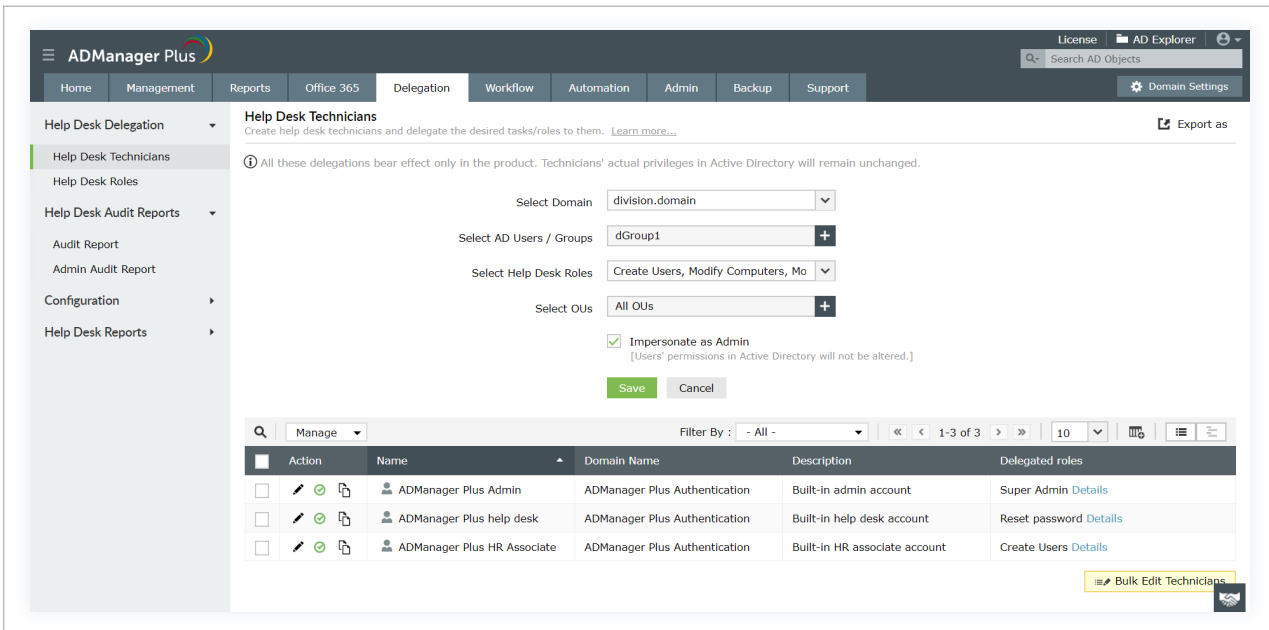 License AD Explorer
ADManager Plus
Search AD Objects
Home Management Reports Office 365 Delegation Workflow Automation Admin Backup Support Domain Settings
Help Desk Delegation
Help Desk Technicians
Help Desk Roles
Help Desk Audit Reports
Audit Report
Admin Audit Report
Configuration
Help Desk Reports
Help Desk Technicians
Create help desk technicians and delegate the desired tasks/roles to them. Learn more...
Export as
All these delegations bear effect only in the product. Technicians' actual privileges in Active Directory will remain unchanged.
Select Domain division.domain
Select AD Users / Groups dGroup1
Select Help Desk Roles Create Users, Modify Computers, Mo
Select OUs All OUs
Impersonate as Admin
[Users' permissions in Active Directory will not be altered.]
Save Cancel
Manage Filter By : - All - 1-3 of 3 10
Action Name Domain Name Description Delegated roles
ADManager Plus Admin ADManager Plus Authentication Built-in admin account Super Admin Details
ADManager Plus help desk ADManager Plus Authentication Built-in help desk account Reset password Details
ADManager Plus HR Associate ADManager Plus Authentication Built-in HR associate account Create Users Details
Bulk Edit Technicians